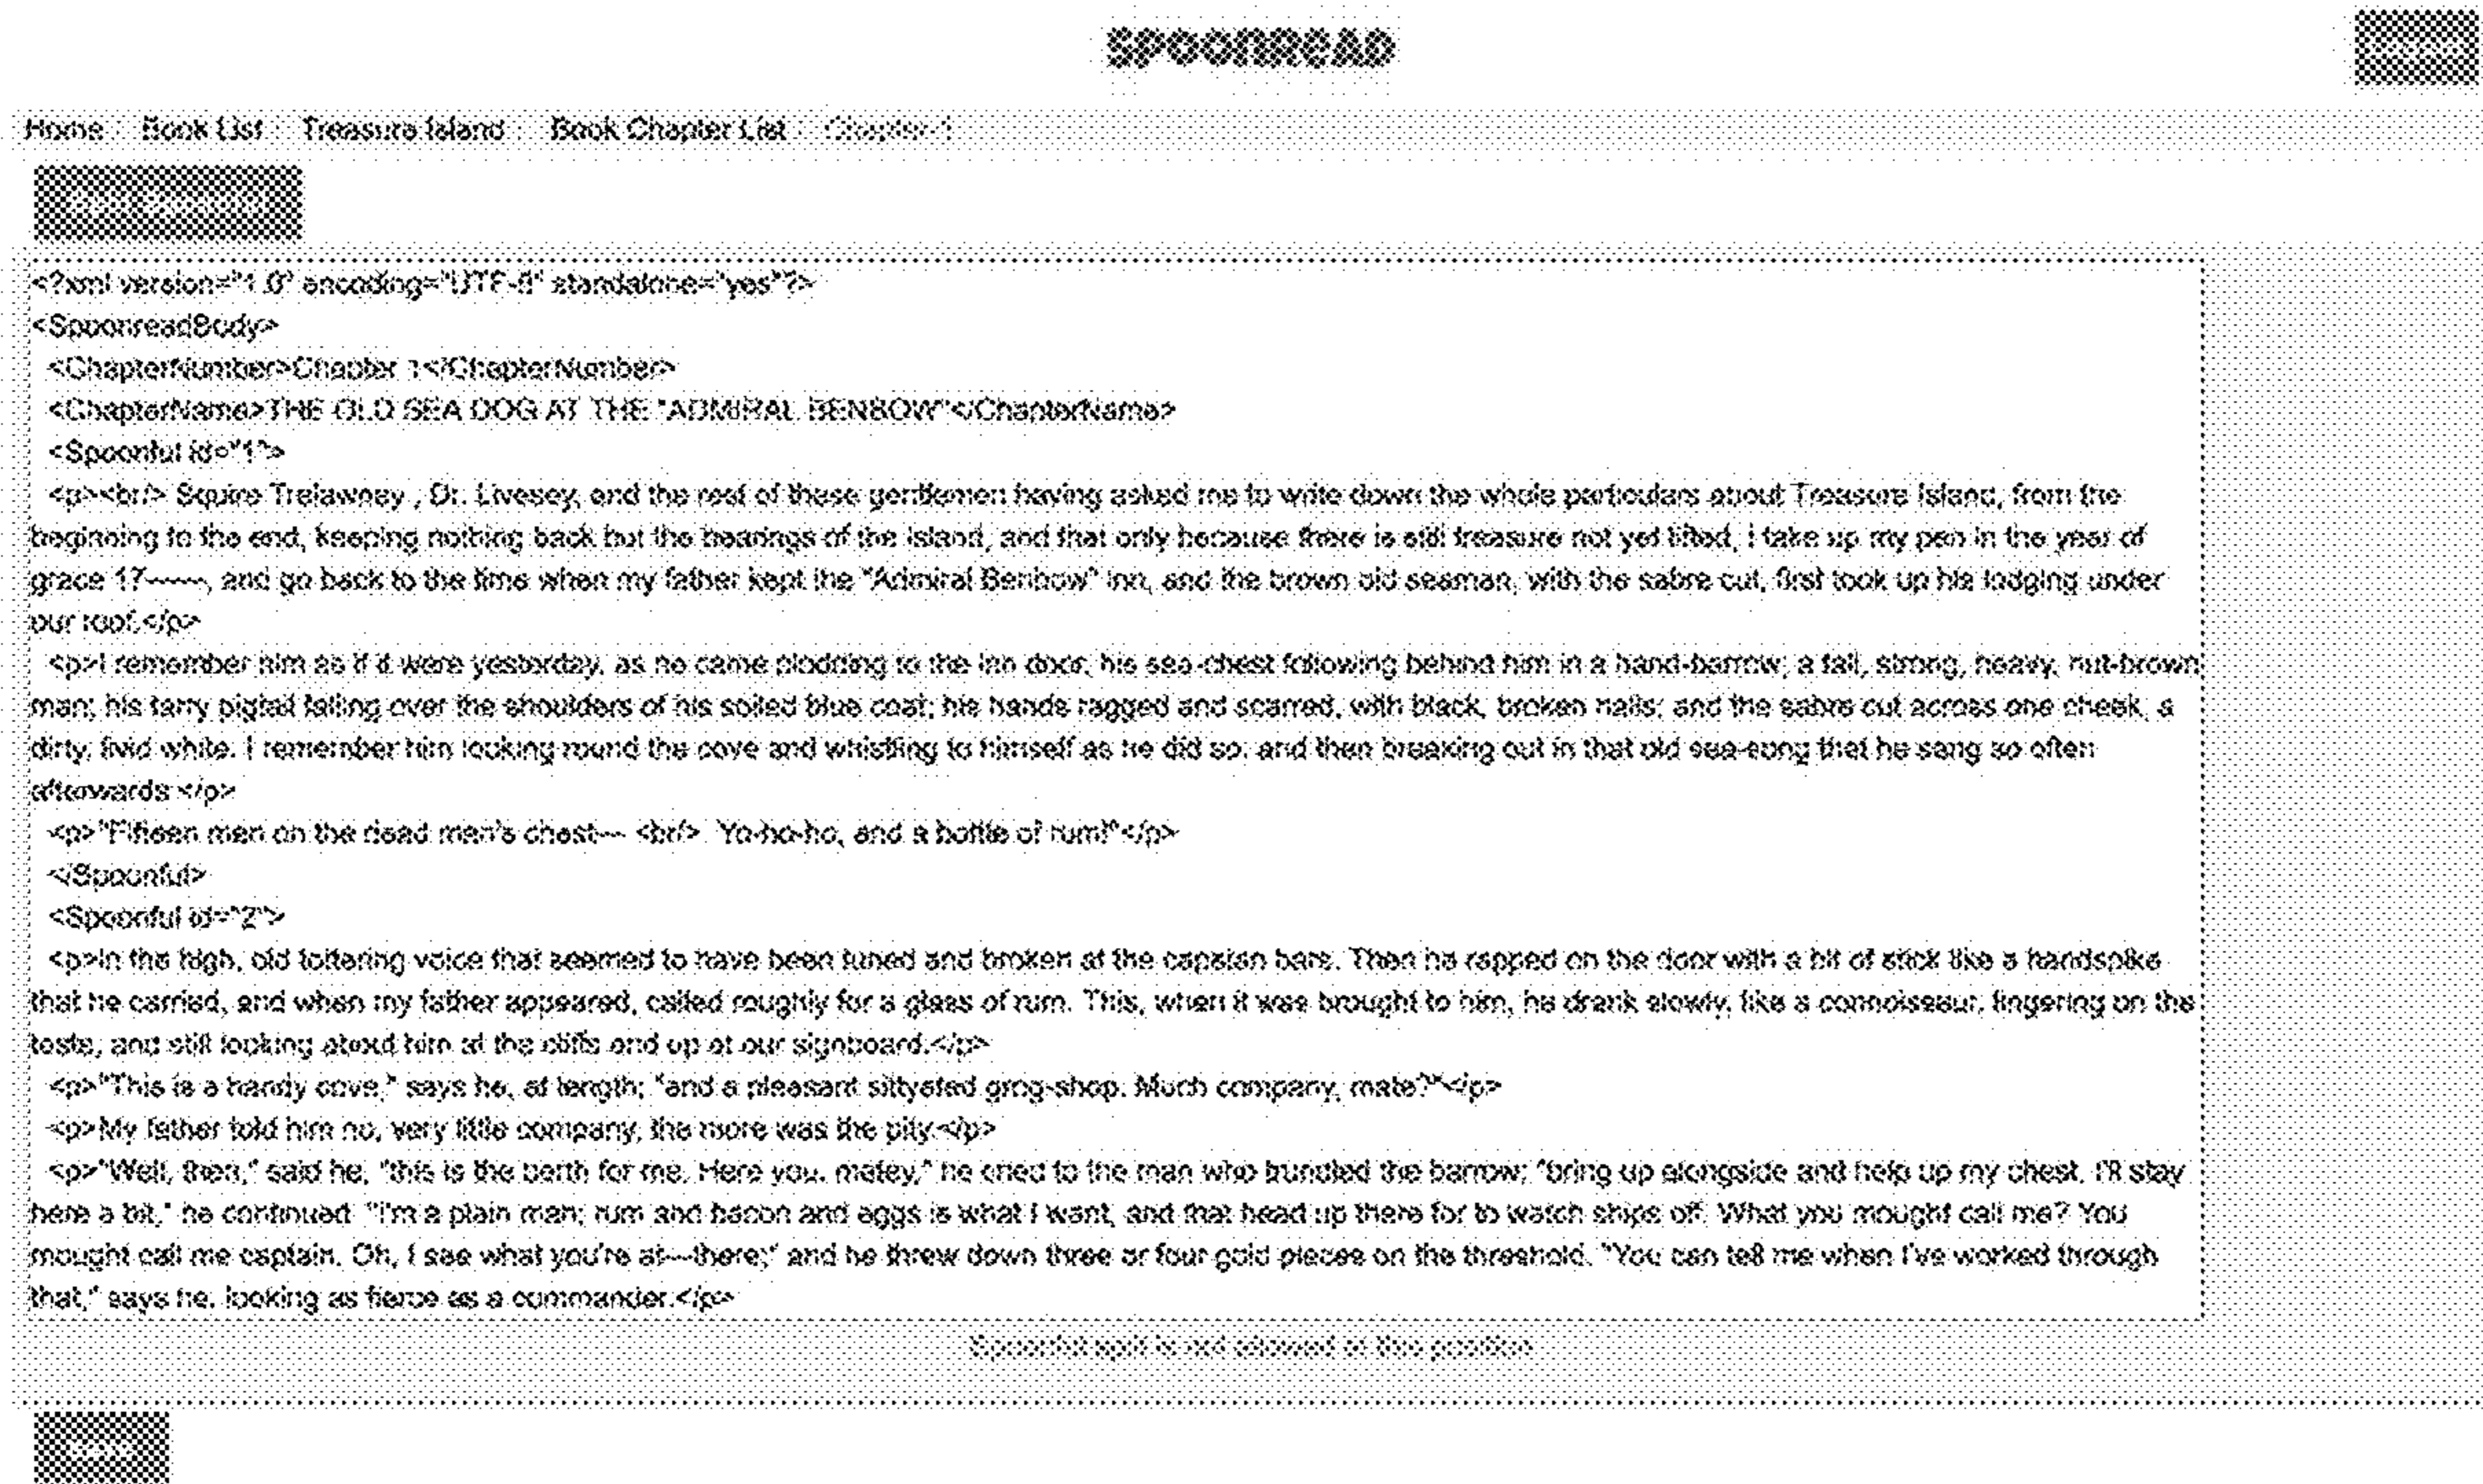 SPOONREAD
Home Book List Treasure Island Book Chapter List Chapter-1
<?xml version="1.0" encoding="UTF-8" standalone="yes"?>
<SpoonreadBody>
<ChapterNumber>Chapter 1</ChapterNumber>
<ChapterName>THE OLD SEA DOG AT THE "ADMIRAL BENBOW"</ChapterName>
<Spoonful id="1">
<p><br/> Squire Trelawney , Dr. Livesey, and the rest of these gentlemen having asked me to write down the whole particulars about Treasure Island, from the
beginning to the end, keeping nothing back but the bearings of the island, and that only because there is still treasure not yet lifted, I take up my pen in the year of
grace 17----, and go back to the time when my father kept the "Admiral Benbow" inn, and the brown old seaman, with the sabre cut, first took up his lodging under
our roof.</p>
<p>I remember him as if it were yesterday, as he came plodding to the inn door, his sea-chest following behind him in a hand-barrow; a tall, strong, heavy, nut-brown
man; his tarry pigtail falling over the shoulders of his soiled blue coat; his hands ragged and scarred, with black, broken nails; and the sabre cut across one cheek, a
dirty, livid white. I remember him looking round the cove and whistling to himself as he did so, and then breaking out in that old sea-song that he sang so often
afterwards:</p>
<p>"Fifteen men on the dead man's chest-- <br/> Yo-ho-ho, and a bottle of rum!"</p>
</Spoonful>
<Spoonful id="2">
<p>In the high, old tottering voice that seemed to have been tuned and broken at the capstan bars. Then he rapped on the door with a bit of stick like a handspike
that he carried, and when my father appeared, called roughly for a glass of rum. This, when it was brought to him, he drank slowly, like a connoisseur, lingering on the
taste, and still looking about him at the cliffs and up at our signboard.</p>
<p>"This is a handy cove," says he, at length; "and a pleasant sittyated grog-shop. Much company, mate?"</p>
<p>My father told him no, very little company, the more was the pity.</p>
<p>"Well, then," said he, "this is the berth for me. Here you, matey," he cried to the man who trundled the barrow; "bring up alongside and help up my chest. I'll stay
here a bit," he continued. "I'm a plain man; rum and bacon and eggs is what I want, and that head up there for to watch ships off. What you mought call me? You
mought call me captain. Oh, I see what you're at--there;" and he threw down three or four gold pieces on the threshold. "You can tell me when I've worked through
that," says he, looking as fierce as a commander.</p>
Spoonful split is not allowed at this position